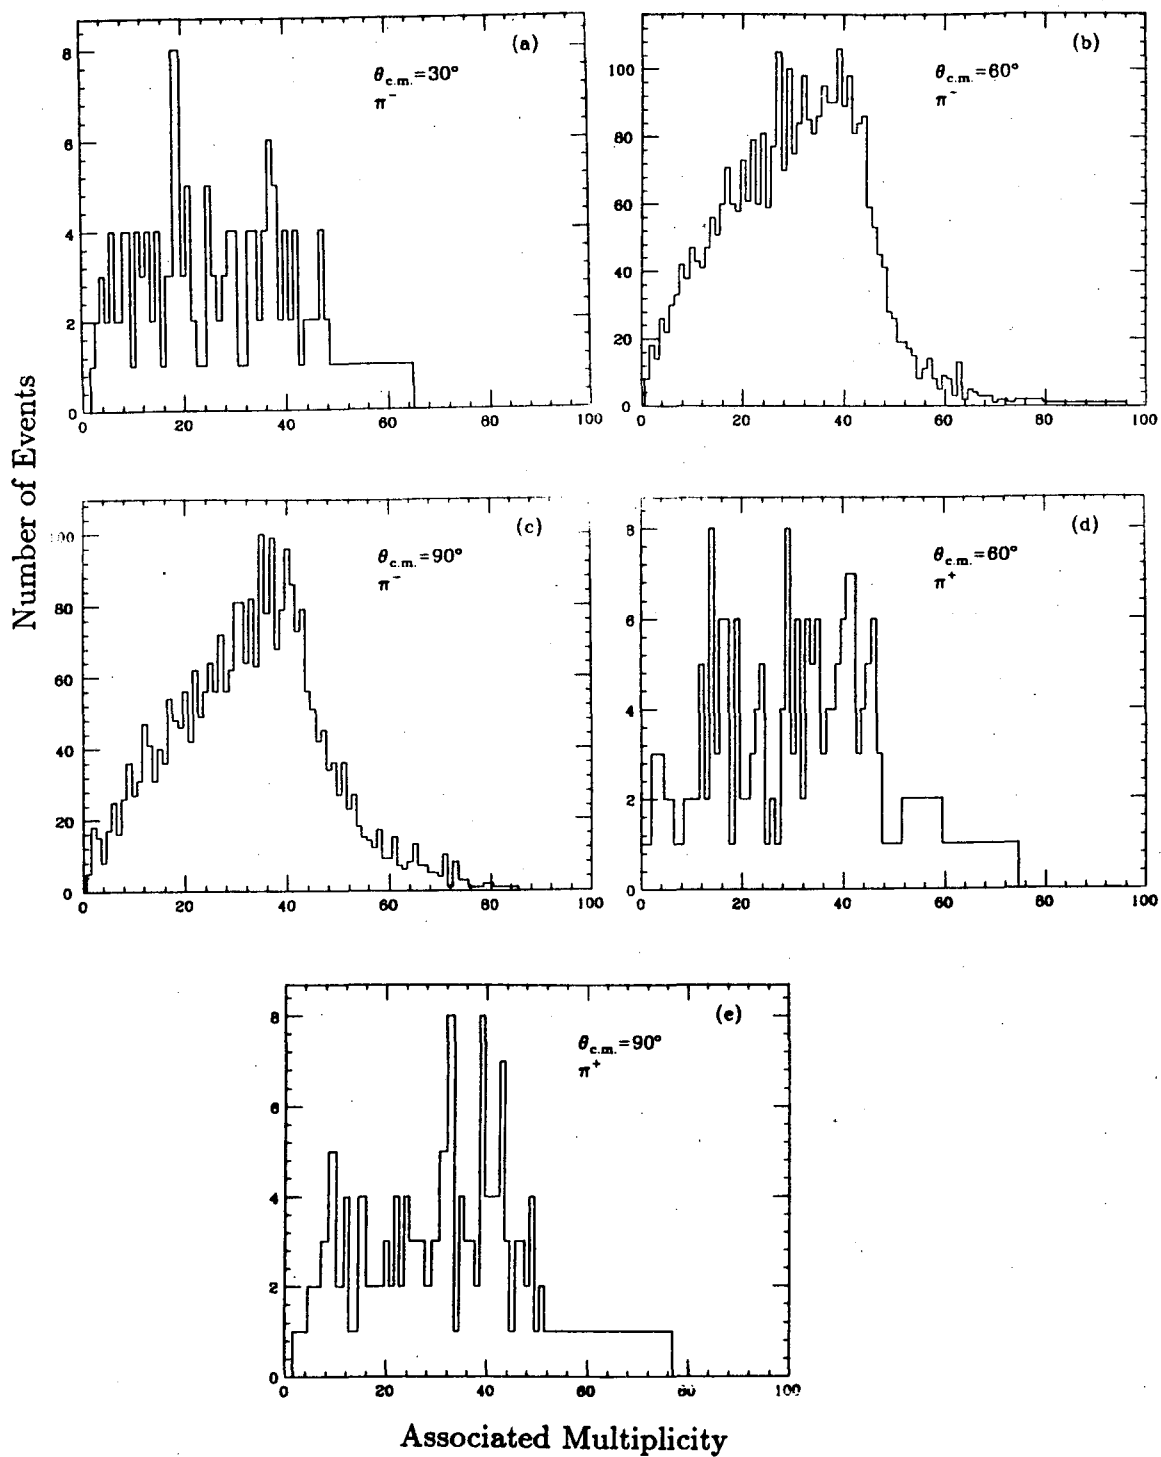 Number of Events
(a)
θc.m.=30°
π-
8
6
4
2
0
0 20 40 60 80 100
(b)
θc.m.=60°
π-
100
80
60
40
20
0
0 20 40 60 80 100
(c)
θc.m.=90°
π-
100
80
60
40
20
0
0 20 40 60 80 100
(d)
θc.m.=60°
π+
8
6
4
2
0
0 20 40 60 80 100
(e)
θc.m.=90°
π+
8
6
4
2
0
0 20 40 60 80 100
Associated Multiplicity